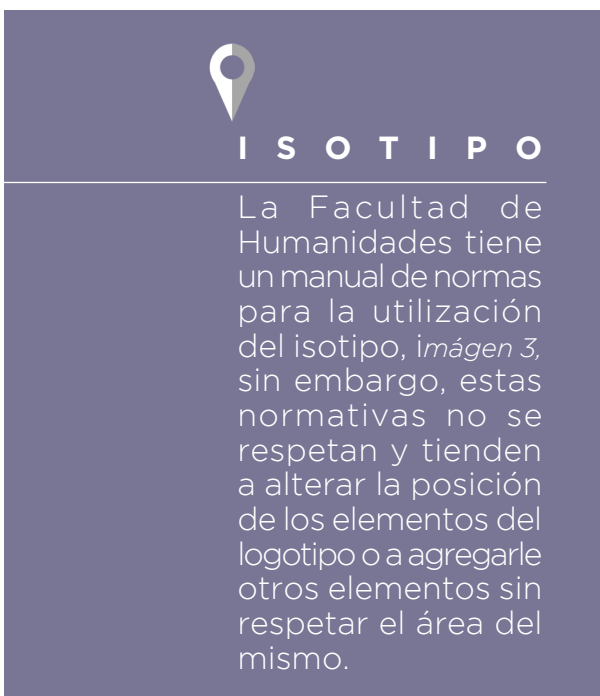 ISOTIPO
La Facultad de
Humanidades tiene
un manual de normas
para la utilización
del isotipo, imágen 3,
sin embargo, estas
normativas no se
respetan y tienden
a alterar la posición
de los elementos del
logotipo o a agregarle
otros elementos sin
respetar el área del
mismo.